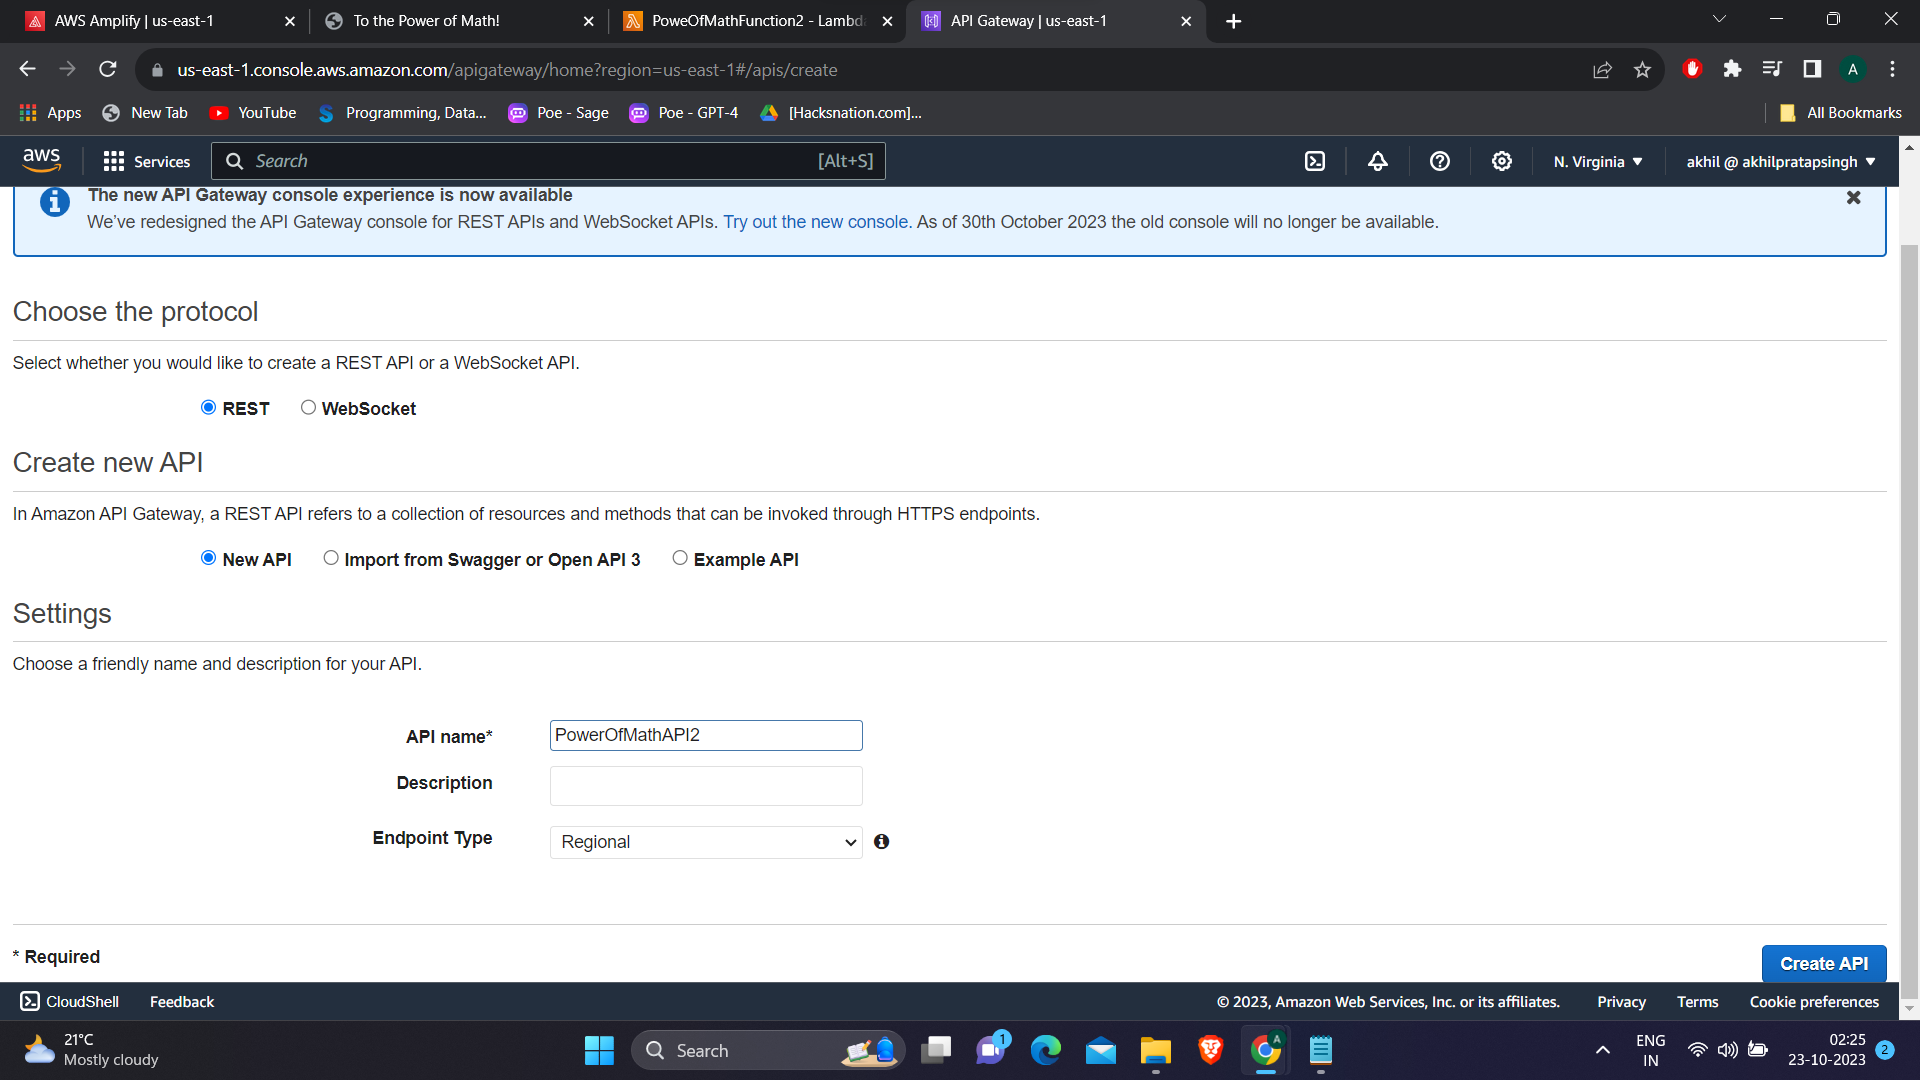 AWS Amplify | us-east-1
To the Power of Math!
PoweOfMathFunction2 - Lambda
API Gateway | us-east-1
us-east-1.console.aws.amazon.com/apigateway/home?region=us-east-1#/apis/create
A
Apps
New Tab
YouTube
Programming, Data...
Poe - Sage
Poe - GPT-4
[Hacksnation.com]...
All Bookmarks
aws
Services
Search
[Alt+S]
N. Virginia
akhil @ akhilpratapsingh
The new API Gateway console experience is now available
We've redesigned the API Gateway console for REST APIs and WebSocket APIs. Try out the new console. As of 30th October 2023 the old console will no longer be available.
Choose the protocol
Select whether you would like to create a REST API or a WebSocket API.
REST WebSocket
Create new API
In Amazon API Gateway, a REST API refers to a collection of resources and methods that can be invoked through HTTPS endpoints.
New API Import from Swagger or Open API 3 Example API
Settings
Choose a friendly name and description for your API.
API name* PowerOfMathAPI2
Description
Endpoint Type Regional
* Required
Create API
CloudShell Feedback
© 2023, Amazon Web Services, Inc. or its affiliates. Privacy Terms Cookie preferences
21°C
Mostly cloudy
Search
1
A
ENG
IN
02:25
23-10-2023
2